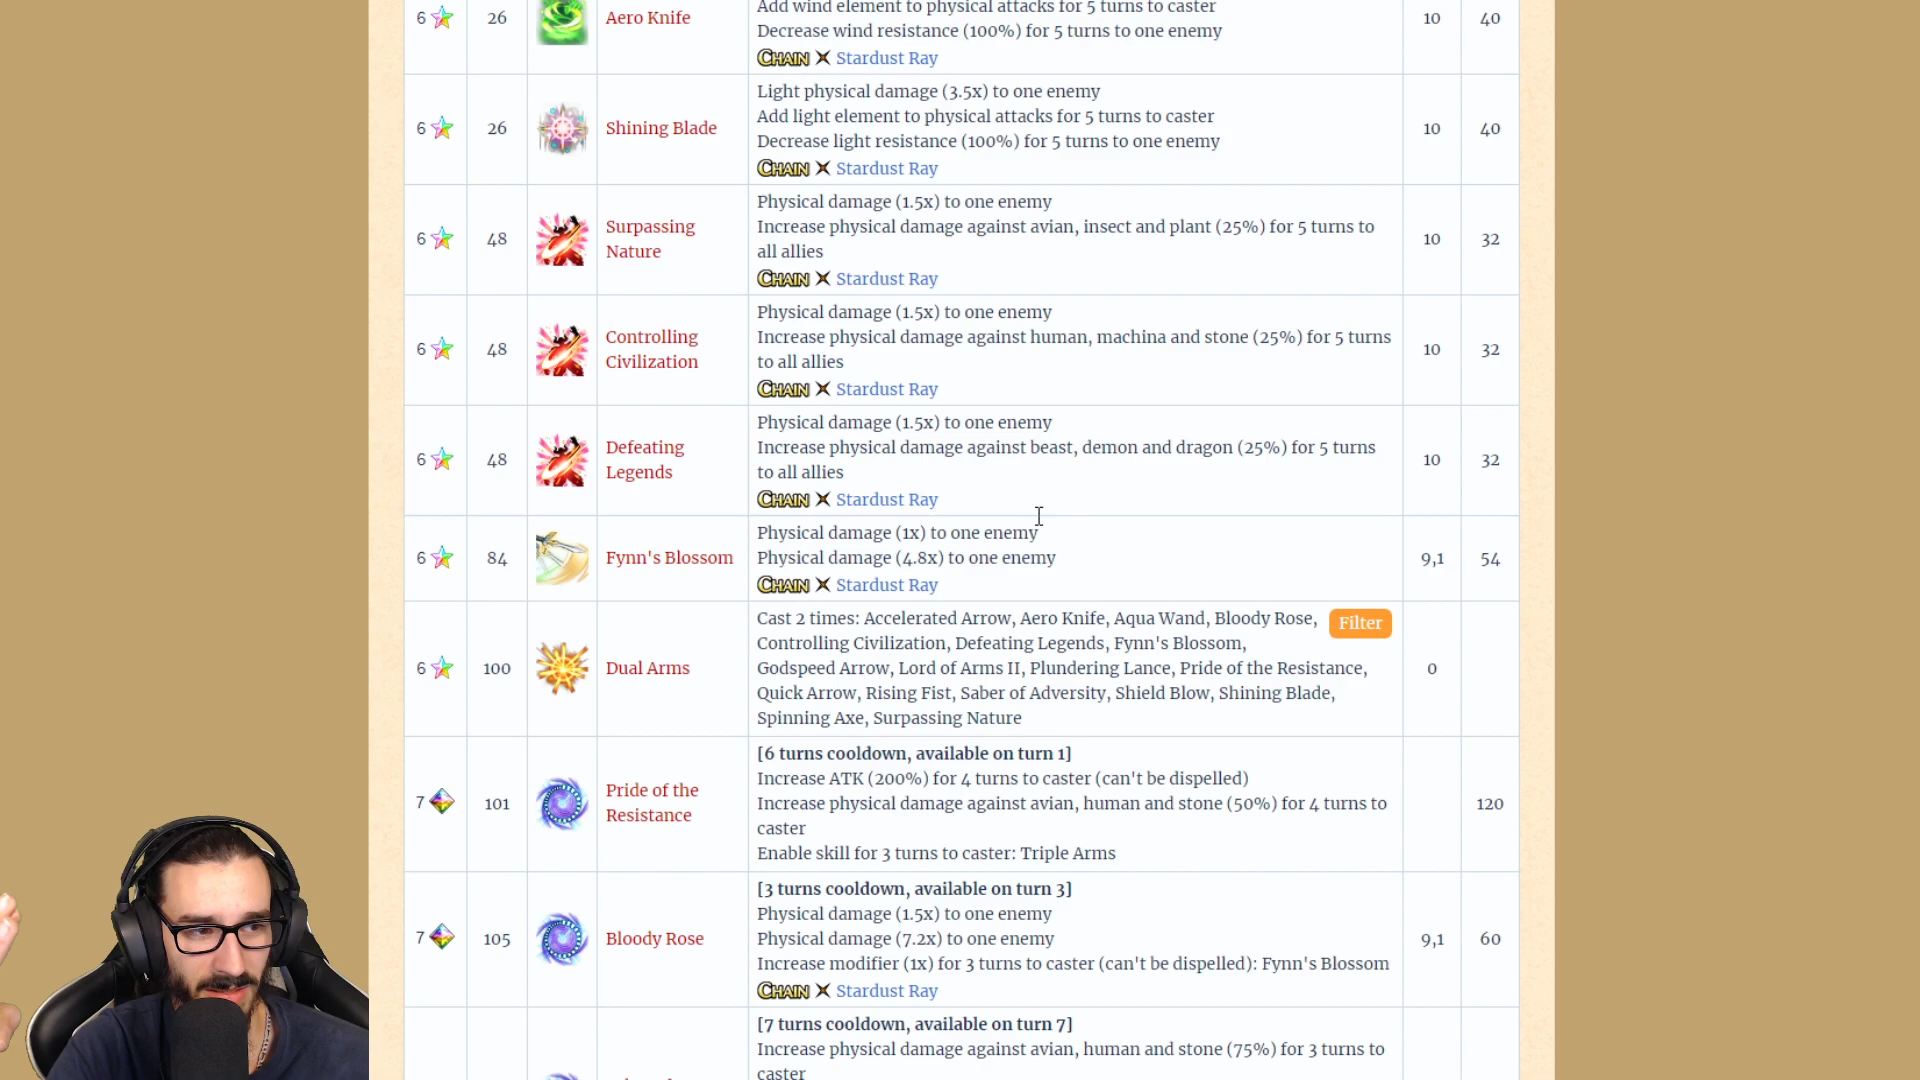 6 26 Aero Knife
Add wind element to physical attacks for 5 turns to caster
Decrease wind resistance (100%) for 5 turns to one enemy
CHAIN Stardust Ray
10 40
6 26 Shining Blade
Light physical damage (3.5x) to one enemy
Add light element to physical attacks for 5 turns to caster
Decrease light resistance (100%) for 5 turns to one enemy
CHAIN Stardust Ray
10 40
6 48 Surpassing
Nature
Physical damage (1.5x) to one enemy
Increase physical damage against avian, insect and plant (25%) for 5 turns to
all allies
CHAIN Stardust Ray
10 32
6 48 Controlling
Civilization
Physical damage (1.5x) to one enemy
Increase physical damage against human, machina and stone (25%) for 5 turns
to all allies
CHAIN Stardust Ray
10 32
6 48 Defeating
Legends
Physical damage (1.5x) to one enemy
Increase physical damage against beast, demon and dragon (25%) for 5 turns
to all allies
CHAIN Stardust Ray
10 32
6 84 Fynn's Blossom
Physical damage (1x) to one enemy
Physical damage (4.8x) to one enemy
CHAIN Stardust Ray
9,1 54
6 100 Dual Arms
Cast 2 times: Accelerated Arrow, Aero Knife, Aqua Wand, Bloody Rose,
Filter
Controlling Civilization, Defeating Legends, Fynn's Blossom,
Godspeed Arrow, Lord of Arms II, Plundering Lance, Pride of the Resistance,
Quick Arrow, Rising Fist, Saber of Adversity, Shield Blow, Shining Blade,
Spinning Axe, Surpassing Nature
0
7 101 Pride of the
Resistance
[6 turns cooldown, available on turn 1]
Increase ATK (200%) for 4 turns to caster (can't be dispelled)
Increase physical damage against avian, human and stone (50%) for 4 turns to
caster
Enable skill for 3 turns to caster: Triple Arms
120
7 105 Bloody Rose
[3 turns cooldown, available on turn 3]
Physical damage (1.5x) to one enemy
Physical damage (7.2x) to one enemy
Increase modifier (1x) for 3 turns to caster (can't be dispelled): Fynn's Blossom
CHAIN Stardust Ray
9,1 60
[7 turns cooldown, available on turn 7]
Increase physical damage against avian, human and stone (75%) for 3 turns to
caster